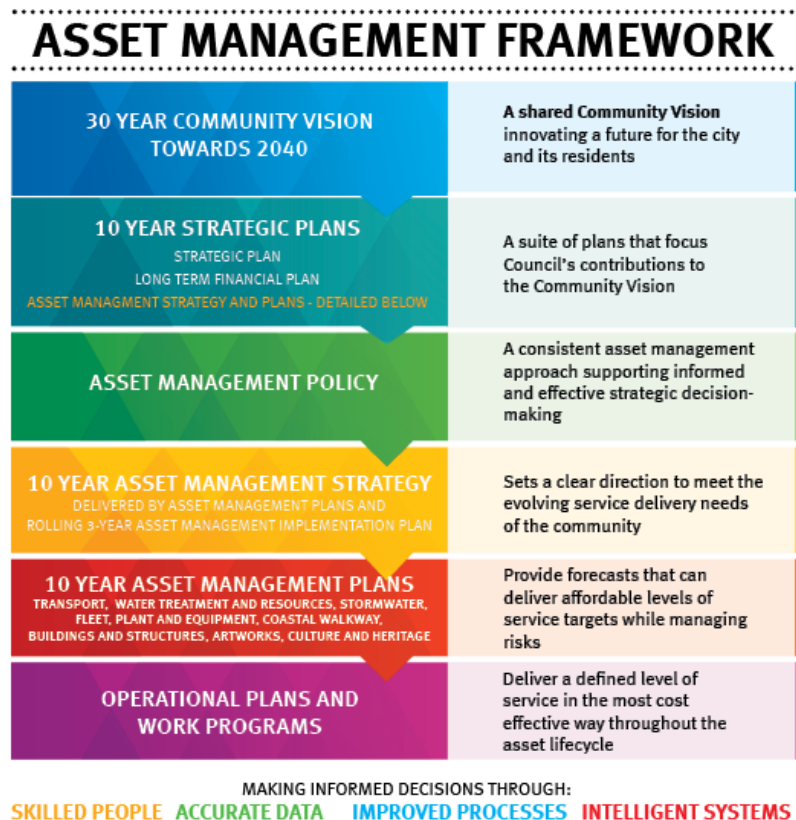 ASSET MANAGEMENT FRAMEWORK
30 YEAR COMMUNITY VISION
TOWARDS 2040
A shared Community Vision
innovating a future for the city
and its residents
10 YEAR STRATEGIC PLANS
STRATEGIC PLAN
LONG TERM FINANCIAL PLAN
ASSET MANAGMENT STRATEGY AND PLANS - DETAILED BELOW
A suite of plans that focus
Council's contributions to
the Community Vision
ASSET MANAGEMENT POLICY
A consistent asset management
approach supporting informed
and effective strategic decision-
making
10 YEAR ASSET MANAGEMENT STRATEGY
DELIVERED BY ASSET MANAGEMENT PLANS AND
ROLLING 3-YEAR ASSET MANAGEMENT IMPLEMENTATION PLAN
Sets a clear direction to meet the
evolving service delivery needs
of the community
10 YEAR ASSET MANAGEMENT PLANS
TRANSPORT, WATER TREATMENT AND RESOURCES, STORMWATER,
FLEET, PLANT AND EQUIPMENT, COASTAL WALKWAY,
BUILDINGS AND STRUCTURES, ARTWORKS, CULTURE AND HERITAGE
Provide forecasts that can
deliver affordable levels of
service targets while managing
risks
OPERATIONAL PLANS AND
WORK PROGRAMS
Deliver a defined level of
service in the most cost
effective way throughout the
asset lifecycle
MAKING INFORMED DECISIONS THROUGH:
SKILLED PEOPLE ACCURATE DATA IMPROVED PROCESSES INTELLIGENT SYSTEMS